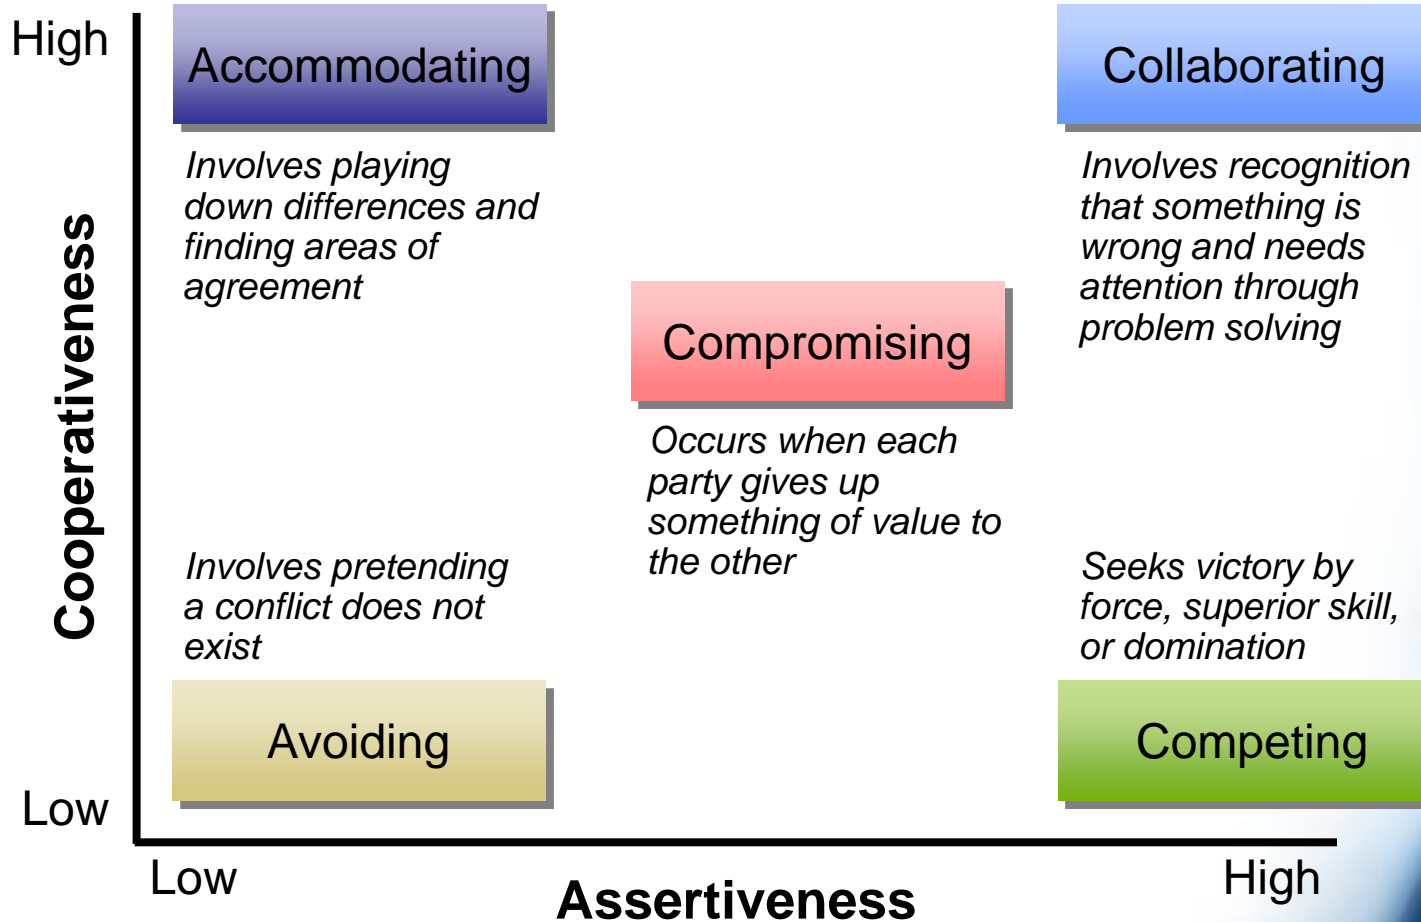 High
Accommodating
Collaborating
Involves playing
down differences and
finding areas of
agreement
Involves recognition
that something is
wrong and needs
attention through
problem solving
Cooperativeness
Compromising
Occurs when each
party gives up
something of value to
the other
Involves pretending
a conflict does not
exist
Seeks victory by
force, superior skill,
or domination
Avoiding
Competing
Low
Low
Assertiveness
High